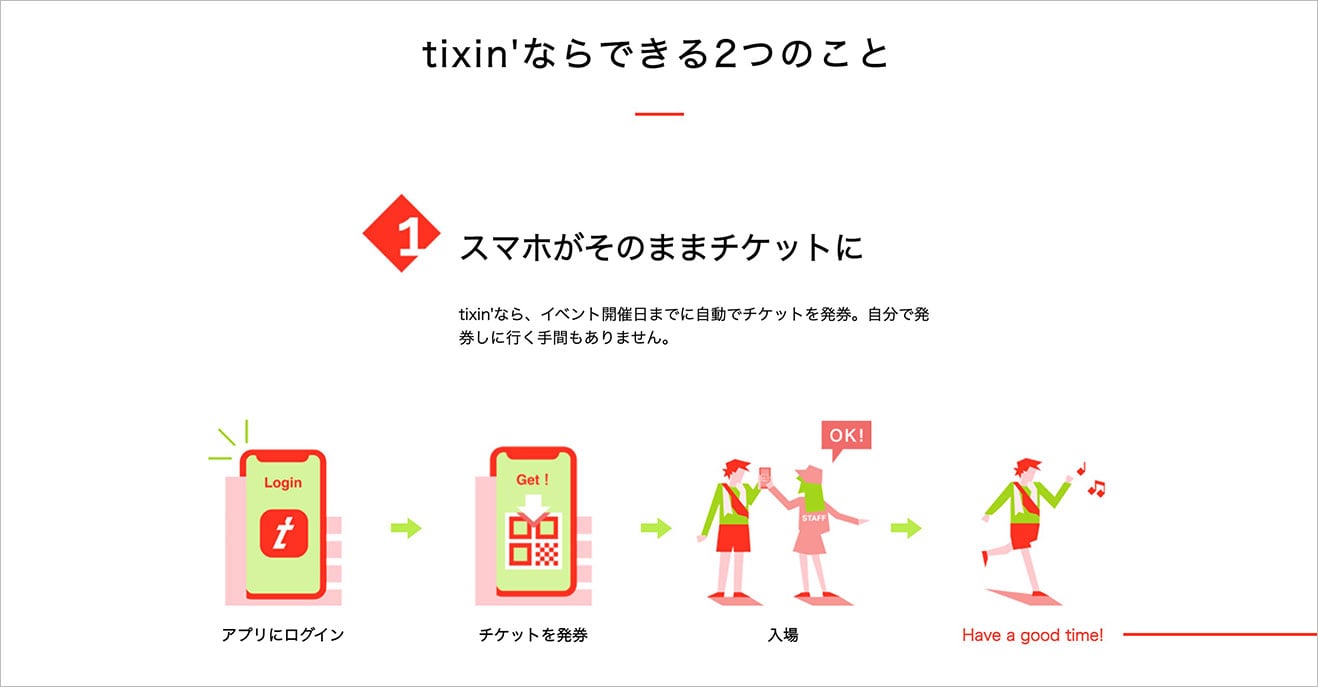 tixin'ならできる2つのこと
1
スマホがそのままチケットに
tixin'なら、イベント開催日までに自動でチケットを発券。自分で発
券しに行く手間もありません。
Login
t
Get !
OK!
STAFF
アプリにログイン
チケットを発券
入場
Have a good time!